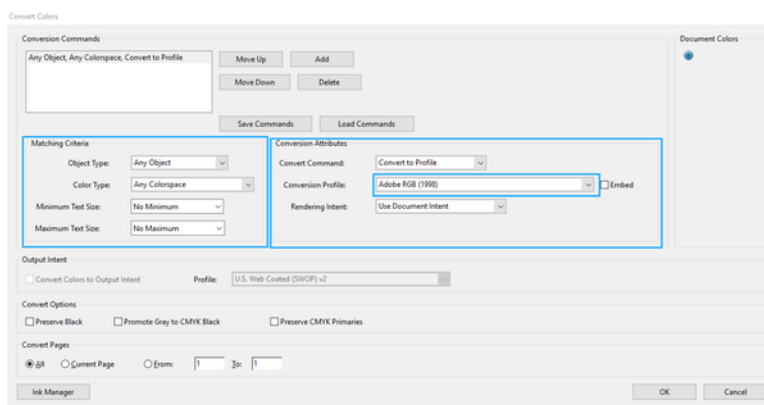 Convert Colors
Conversion Commands
Document Colors
Any Object, Any Colorspace, Convert to Profile
Move Up
Add
Move Down
Delete
Save Commands
Load Commands
Matching Criteria
Conversion Attributes
Object Type:
Any Object
Convert Command:
Convert to Profile
Color Type:
Any Colorspace
Conversion Profile:
Adobe RGB (1998)
Embed
Minimum Text Size:
No Minimum
Rendering Intent:
Use Document Intent
Maximum Text Size:
No Maximum
Output Intent
Convert Colors to Output Intent
Profile:
U.S. Web Coated (SWOP) v2
Convert Options
Preserve Black
Promote Gray to CMYK Black
Preserve CMYK Primaries
Convert Pages
All
Current Page
From:
1
To:
1
Ink Manager
OK
Cancel